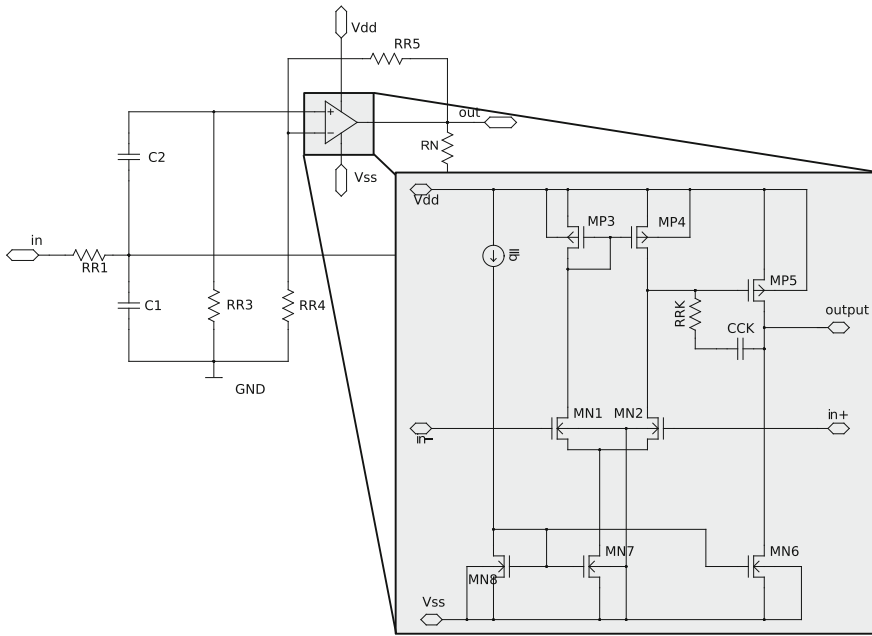 Vdd
RR5
out
+
−
C2
RN
Vss
in
RR1
C1
RR3
RR4
GND
Vdd
MP3
MP4
Iib
MP5
RRK
CCK
output
MN1
MN2
in-
in+
MN7
MN6
MN8
Vss